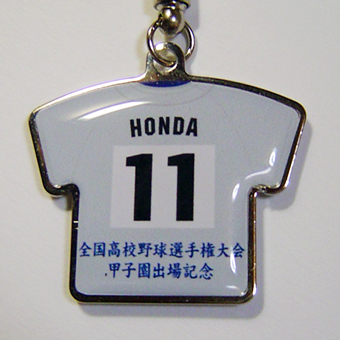 HONDA
11
全国高校野球選手権大会
甲子園出場記念